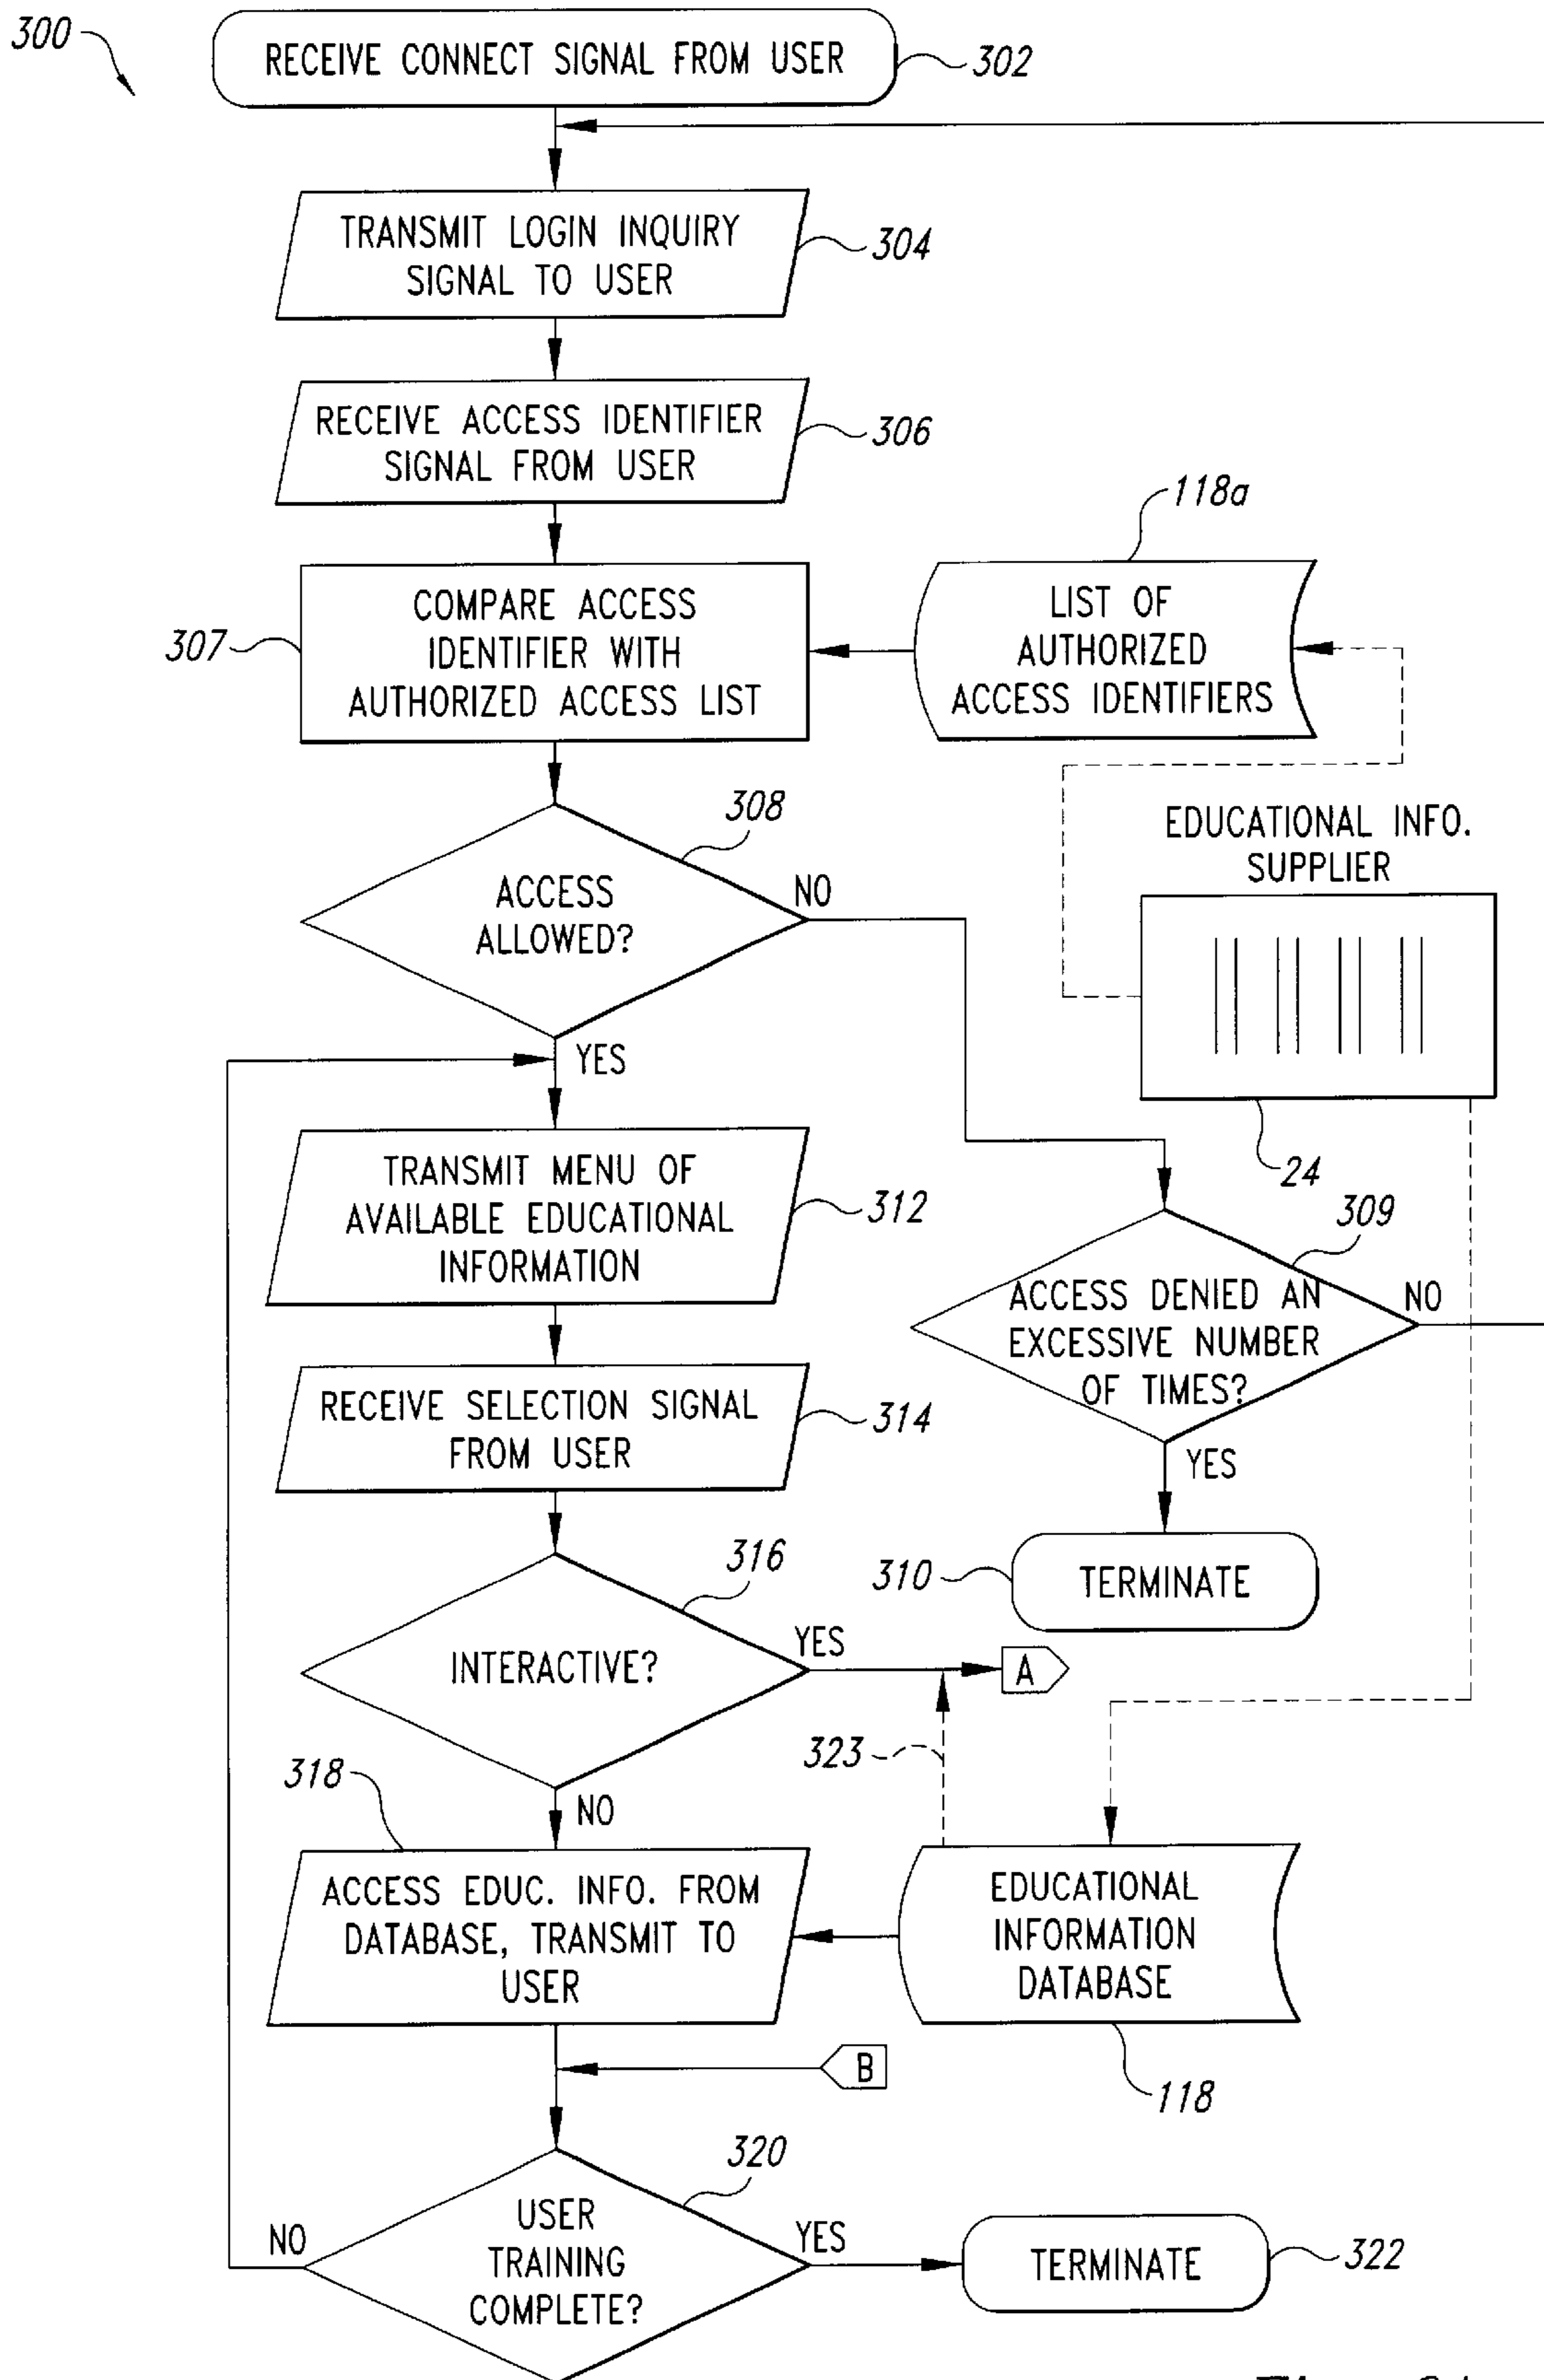 300
RECEIVE CONNECT SIGNAL FROM USER
302
TRANSMIT LOGIN INQUIRY
SIGNAL TO USER
304
RECEIVE ACCESS IDENTIFIER
SIGNAL FROM USER
306
118a
COMPARE ACCESS
IDENTIFIER WITH
AUTHORIZED ACCESS LIST
307
LIST OF
AUTHORIZED
ACCESS IDENTIFIERS
308
ACCESS
ALLOWED?
NO
YES
EDUCATIONAL INFO.
SUPPLIER
24
TRANSMIT MENU OF
AVAILABLE EDUCATIONAL
INFORMATION
312
309
ACCESS DENIED AN
EXCESSIVE NUMBER
OF TIMES?
NO
YES
RECEIVE SELECTION SIGNAL
FROM USER
314
310
TERMINATE
316
INTERACTIVE?
YES
A
NO
323
318
ACCESS EDUC. INFO. FROM
DATABASE, TRANSMIT TO
USER
EDUCATIONAL
INFORMATION
DATABASE
118
B
320
USER
TRAINING
COMPLETE?
NO
YES
TERMINATE
322